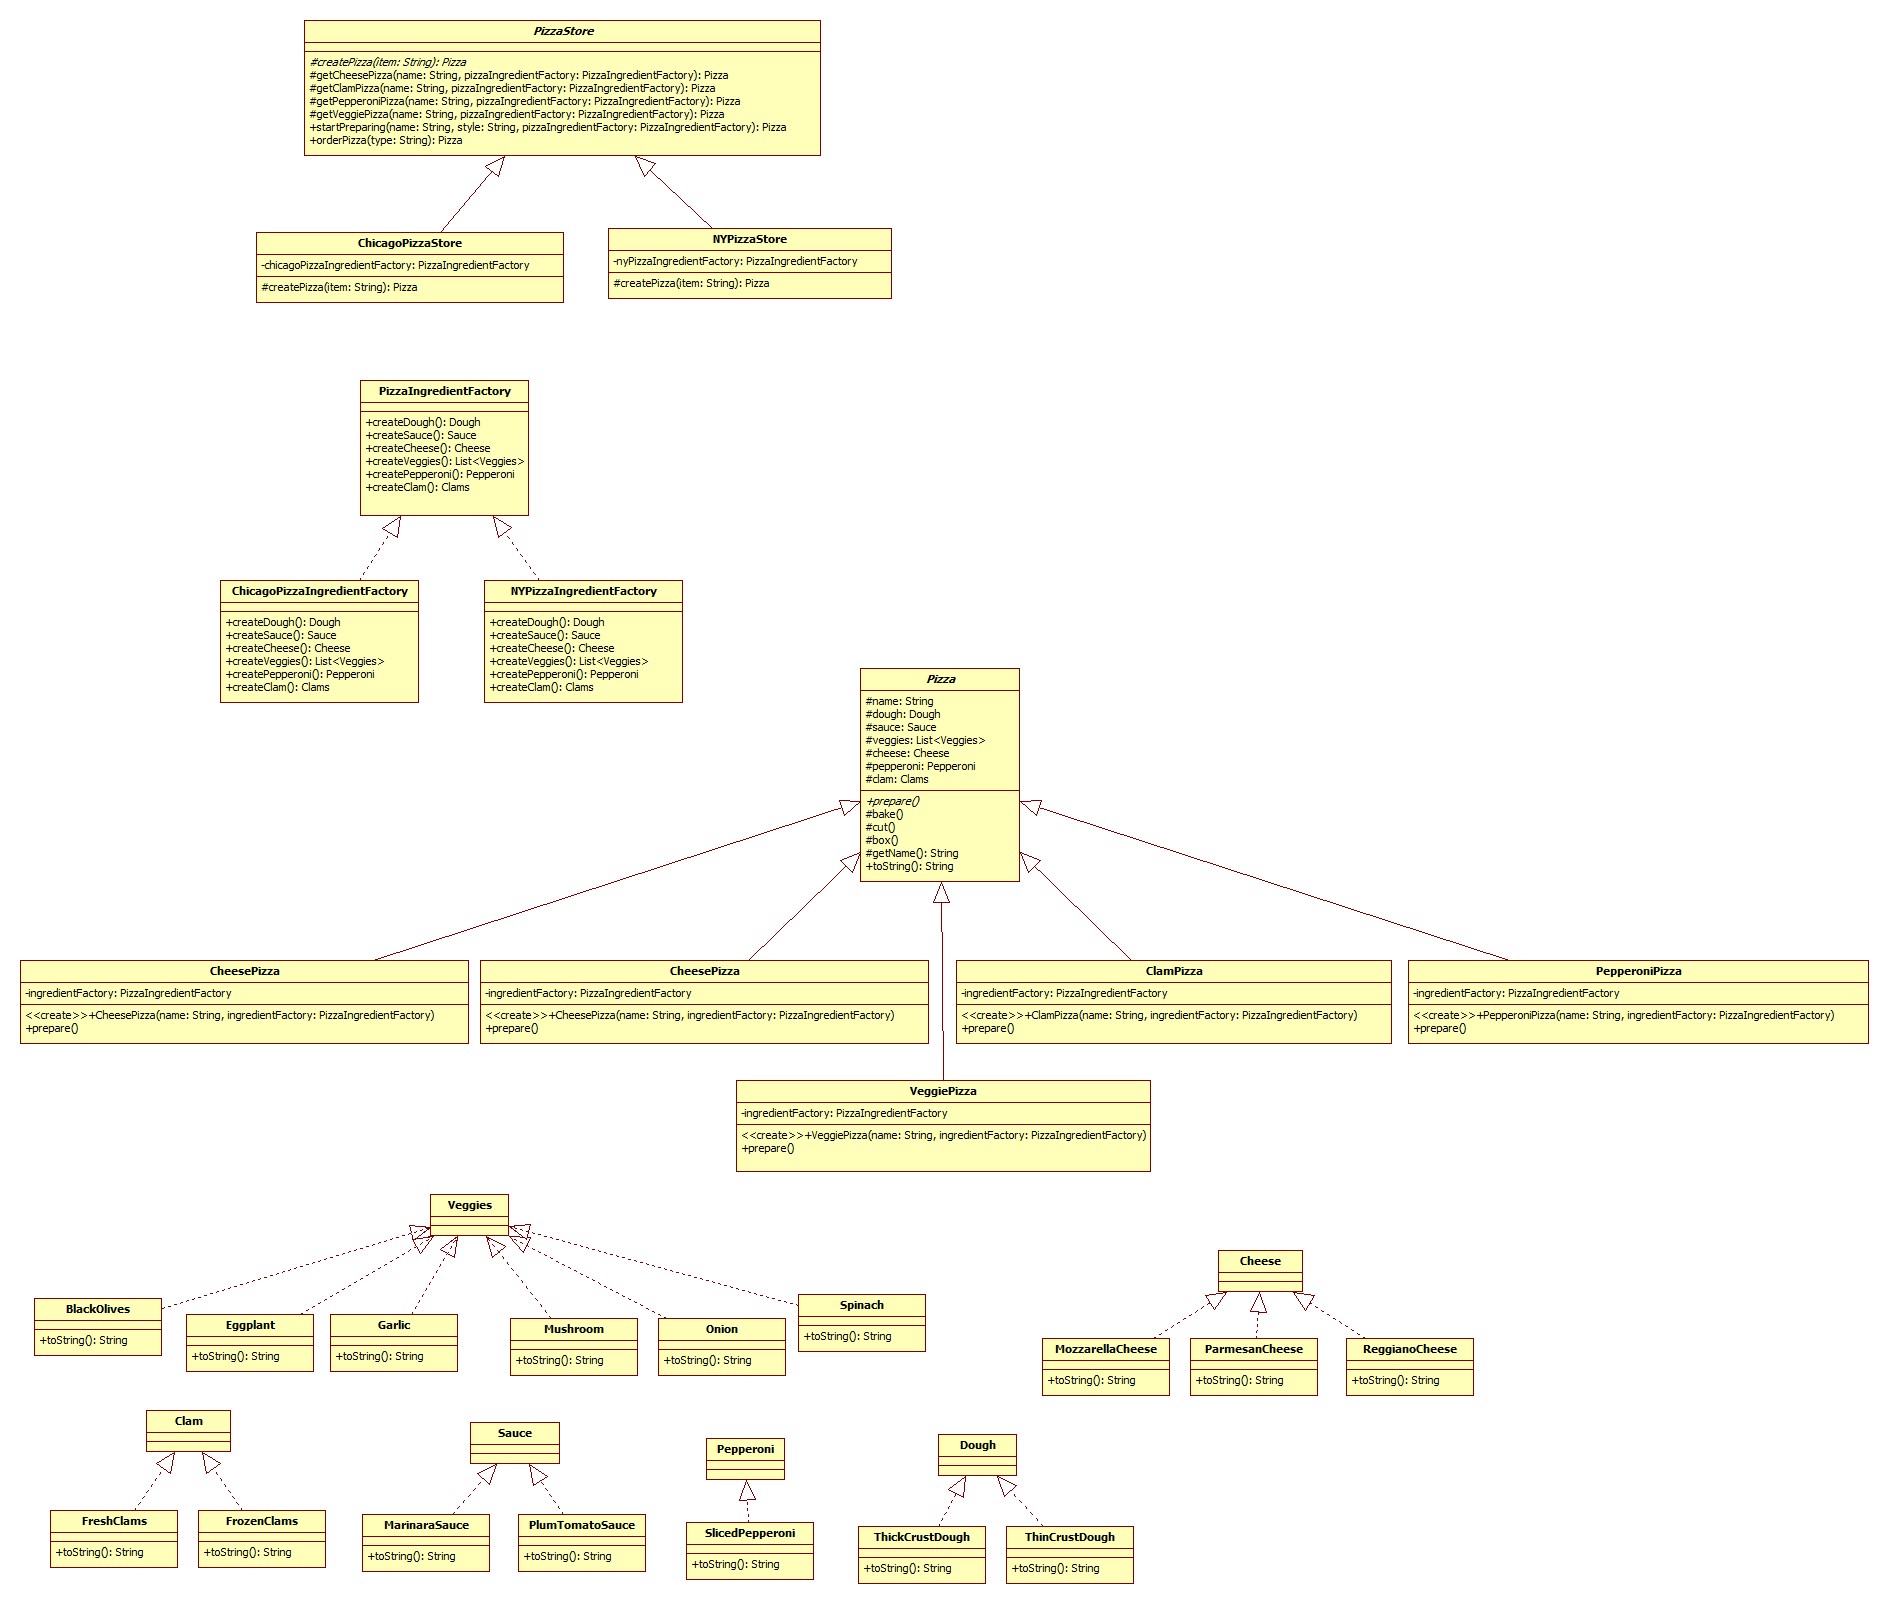 PizzaStore
#createPizza(item: String): Pizza
#getCheesePizza(name: String, pizzaIngredientFactory: PizzaIngredientFactory): Pizza
#getClamPizza(name: String, pizzaIngredientFactory: PizzaIngredientFactory): Pizza
#getPepperoniPizza(name: String, pizzaIngredientFactory: PizzaIngredientFactory): Pizza
#getVeggiePizza(name: String, pizzaIngredientFactory: PizzaIngredientFactory): Pizza
+startPreparing(name: String, style: String, pizzaIngredientFactory: PizzaIngredientFactory): Pizza
+orderPizza(type: String): Pizza
ChicagoPizzaStore
-chicagoPizzaIngredientFactory: PizzaIngredientFactory
#createPizza(item: String): Pizza
NYPizzaStore
-nyPizzaIngredientFactory: PizzaIngredientFactory
#createPizza(item: String): Pizza
PizzaIngredientFactory
+createDough(): Dough
+createSauce(): Sauce
+createCheese(): Cheese
+createVeggies(): List<Veggies>
+createPepperoni(): Pepperoni
+createClam(): Clams
ChicagoPizzaIngredientFactory
+createDough(): Dough
+createSauce(): Sauce
+createCheese(): Cheese
+createVeggies(): List<Veggies>
+createPepperoni(): Pepperoni
+createClam(): Clams
NYPizzaIngredientFactory
+createDough(): Dough
+createSauce(): Sauce
+createCheese(): Cheese
+createVeggies(): List<Veggies>
+createPepperoni(): Pepperoni
+createClam(): Clams
Pizza
#name: String
#dough: Dough
#sauce: Sauce
#veggies: List<Veggies>
#cheese: Cheese
#pepperoni: Pepperoni
#clam: Clams
+prepare()
#bake()
#cut()
#box()
#getName(): String
+toString(): String
CheesePizza
-ingredientFactory: PizzaIngredientFactory
<<create>>+CheesePizza(name: String, ingredientFactory: PizzaIngredientFactory)
+prepare()
CheesePizza
-ingredientFactory: PizzaIngredientFactory
<<create>>+CheesePizza(name: String, ingredientFactory: PizzaIngredientFactory)
+prepare()
ClamPizza
-ingredientFactory: PizzaIngredientFactory
<<create>>+ClamPizza(name: String, ingredientFactory: PizzaIngredientFactory)
+prepare()
PepperoniPizza
-ingredientFactory: PizzaIngredientFactory
<<create>>+PepperoniPizza(name: String, ingredientFactory: PizzaIngredientFactory)
+prepare()
VeggiePizza
-ingredientFactory: PizzaIngredientFactory
<<create>>+VeggiePizza(name: String, ingredientFactory: PizzaIngredientFactory)
+prepare()
Veggies
BlackOlives
+toString(): String
Eggplant
+toString(): String
Garlic
+toString(): String
Mushroom
+toString(): String
Onion
+toString(): String
Spinach
+toString(): String
Cheese
MozzarellaCheese
+toString(): String
ParmesanCheese
+toString(): String
ReggianoCheese
+toString(): String
Clam
FreshClams
+toString(): String
FrozenClams
+toString(): String
Sauce
MarinaraSauce
+toString(): String
PlumTomatoSauce
+toString(): String
Pepperoni
SlicedPepperoni
+toString(): String
Dough
ThickCrustDough
+toString(): String
ThinCrustDough
+toString(): String